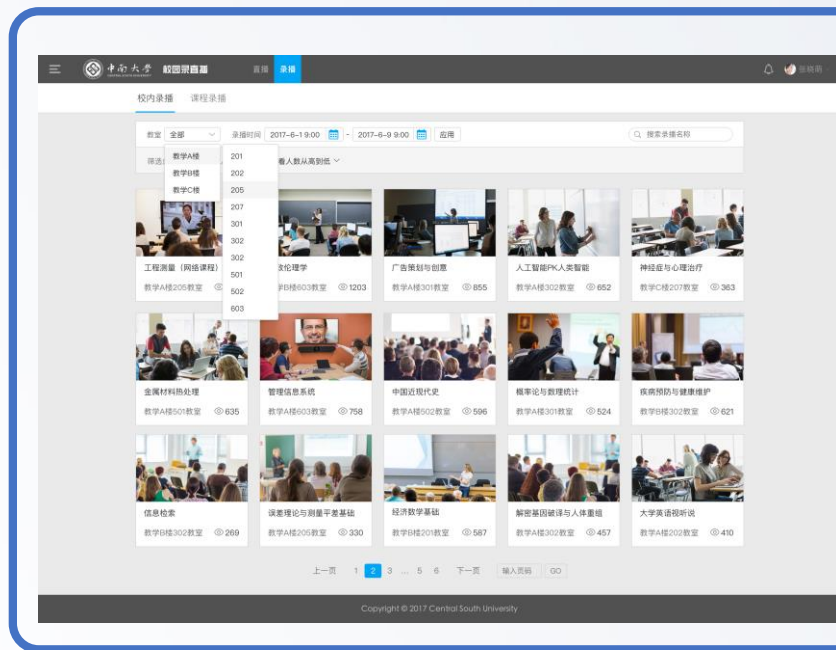 中南大学 校园录直播 直播 录播 张晓萌
校内录播 课程录播
教室 全部 录播时间 2017-6-1 9:00 - 2017-6-9 9:00 应用 搜索录播名称
筛选 看人数从高到低
教学A楼 201
教学B楼 202
教学C楼 205
207
301
302
302
501
502
603
工程测量（网络课程） 伦理学 广告策划与创意 人工智能PK人类智能 神经症与心理治疗
教学A楼205教室 学B楼603教室 1203 教学A楼301教室 855 教学A楼302教室 652 教学C楼207教室 363
金属材料热处理 管理信息系统 中国近现代史 概率论与数理统计 疾病预防与健康维护
教学A楼501教室 635 教学A楼603教室 758 教学A楼502教室 596 教学A楼301教室 524 教学B楼302教室 621
信息检索 误差理论与测量平差基础 经济数学基础 解密基因破译与人体重组 大学英语视听说
教学B楼302教室 269 教学A楼205教室 330 教学B楼201教室 587 教学A楼302教室 457 教学A楼202教室 410
上一页 1 2 3 ... 5 6 下一页 输入页码 GO
Copyright © 2017 Central South University